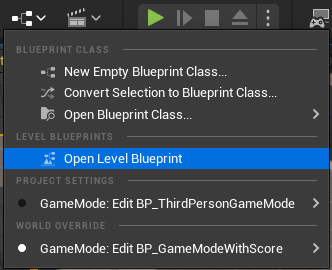 BLUEPRINT CLASS
New Empty Blueprint Class...
Convert Selection to Blueprint Class...
Open Blueprint Class...
LEVEL BLUEPRINTS
Open Level Blueprint
PROJECT SETTINGS
GameMode: Edit BP_ThirdPersonGameMode
WORLD OVERRIDE
GameMode: Edit BP_GameModeWithScore